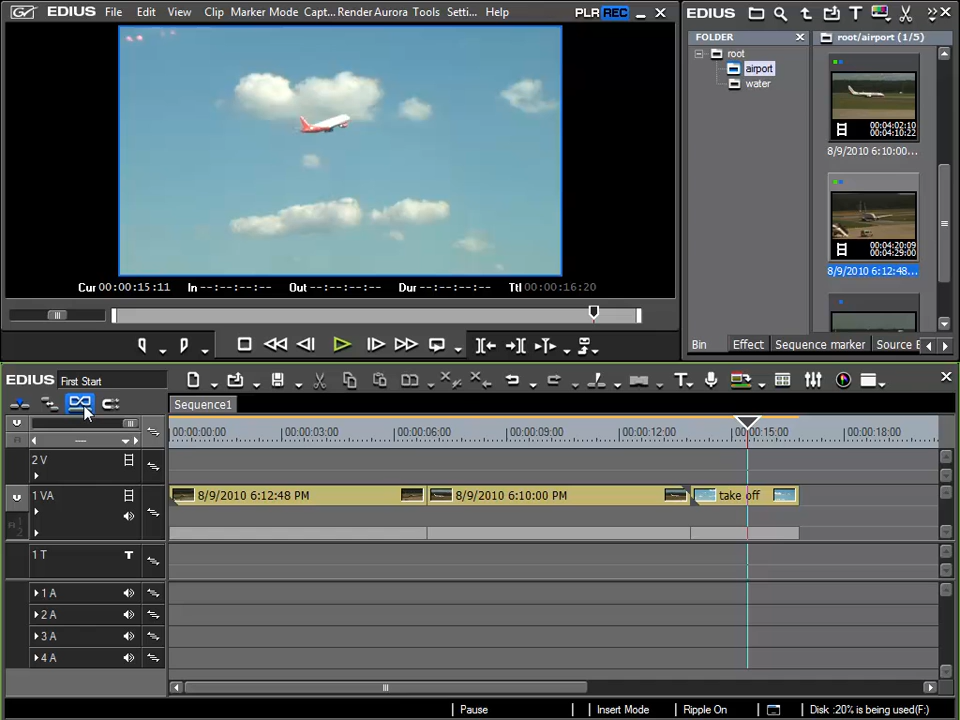 File Edit View Clip Marker Mode Capt... Render Aurora Tools Setti... Help PLR REC
Cur 00:00:15:11 In --:--:--:-- Out --:--:--:-- Dur --:--:--:-- Ttl 00:00:16:20
EDIUS
FOLDER
root
airport
water
root/airport (1/5)
00:04:02:10
00:04:10:22
8/9/2010 6:10:00...
00:04:20:09
00:04:29:00
8/9/2010 6:12:48...
Bin Effect Sequence marker Source E
EDIUS First Start
Sequence1
00:00:00:00 00:00:03:00 00:00:06:00 00:00:09:00 00:00:12:00 00:00:15:00 00:00:18:00
2 V
1 VA 8/9/2010 6:12:48 PM 8/9/2010 6:10:00 PM take off
1 T T
1 A
2 A
3 A
4 A
Pause Insert Mode Ripple On Disk :20% is being used(F:)